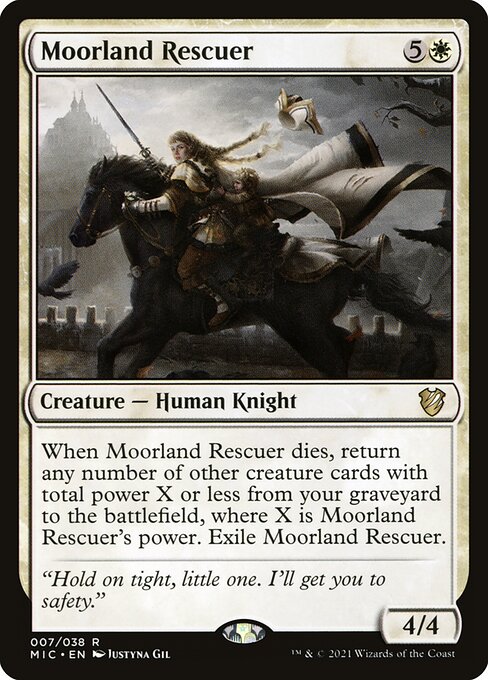 Moorland Rescuer 5
Creature — Human Knight
When Moorland Rescuer dies, return
any number of other creature cards with
total power X or less from your graveyard
to the battlefield, where X is Moorland
Rescuer's power. Exile Moorland Rescuer.
“Hold on tight, little one. I'll get you to
safety.”
4/4
007/038 R
MIC • EN Justyna Gil
™ & © 2021 Wizards of the Coast